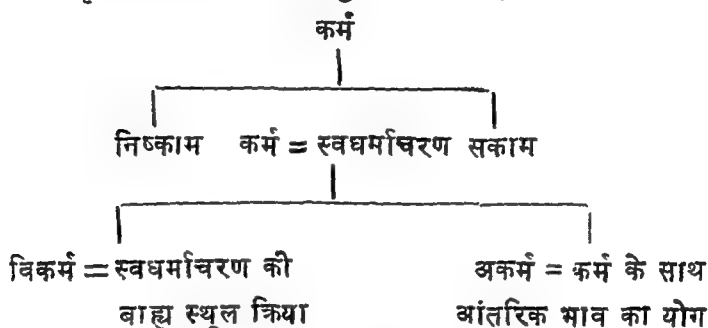 कर्म
निष्काम कर्म = स्वधर्माचरण सकाम
विकर्म = स्वधर्माचरण की
बाह्य स्थूल क्रिया
अकर्म = कर्म के साथ
आंतरिक भाव का योग